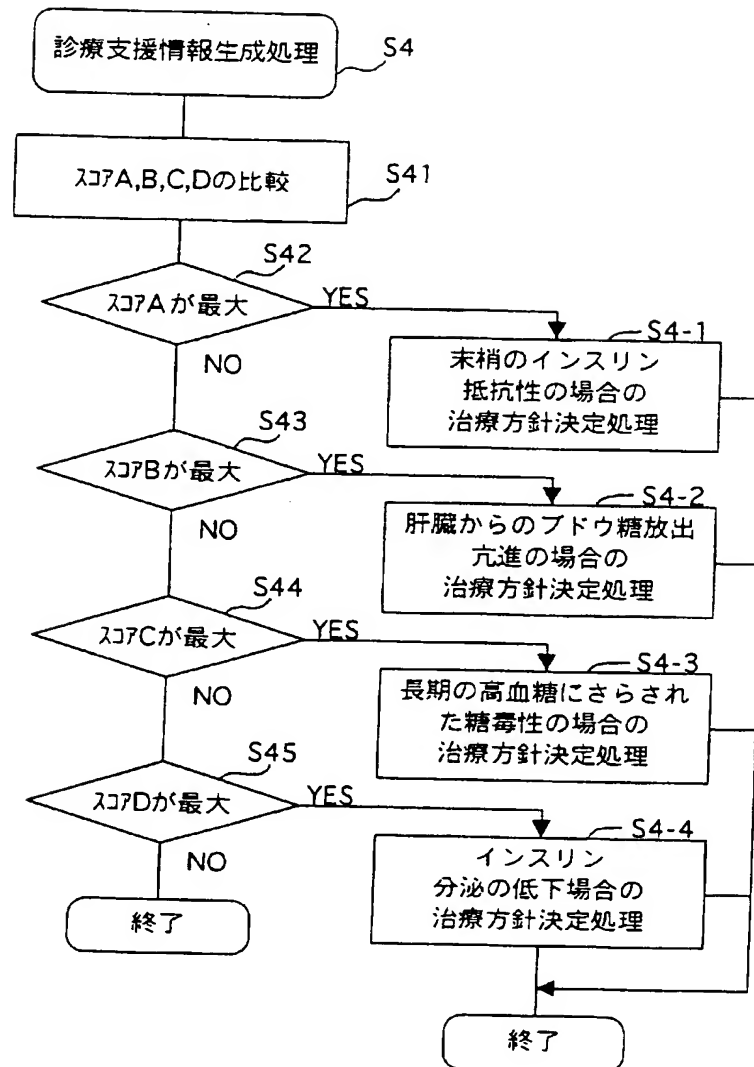 診療支援情報生成処理
S4
スコアA,B,C,Dの比較
S41
S42
スコアAが最大
YES
NO
S4-1
末梢のインスリン
抵抗性の場合の
治療方針決定処理
S43
スコアBが最大
YES
NO
S4-2
肝臓からのブドウ糖放出
亢進の場合の
治療方針決定処理
S44
スコアCが最大
YES
NO
S4-3
長期の高血糖にさらされ
た糖毒性の場合の
治療方針決定処理
S45
スコアDが最大
YES
NO
S4-4
インスリン
分泌の低下場合の
治療方針決定処理
終了
終了